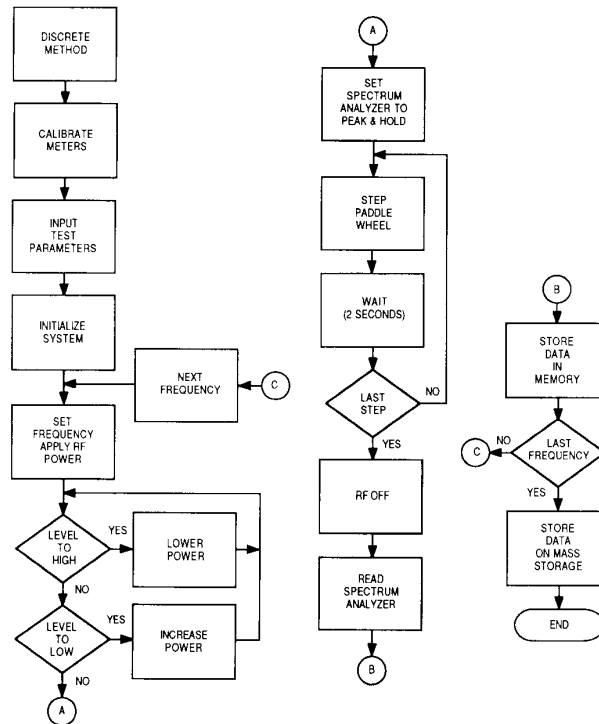 DISCRETE
METHOD
CALIBRATE
METERS
INPUT
TEST
PARAMETERS
INITIALIZE
SYSTEM
NEXT
FREQUENCY
C
SET
FREQUENCY
APPLY RF
POWER
LEVEL
TO
HIGH
YES
LOWER
POWER
NO
LEVEL
TO
LOW
YES
INCREASE
POWER
NO
A
A
SET
SPECTRUM
ANALYZER TO
PEAK & HOLD
STEP
PADDLE
WHEEL
WAIT
(2 SECONDS)
LAST
STEP
NO
YES
RF OFF
READ
SPECTRUM
ANALYZER
B
B
STORE
DATA
IN
MEMORY
LAST
FREQUENCY
NO
C
YES
STORE
DATA
ON MASS
STORAGE
END